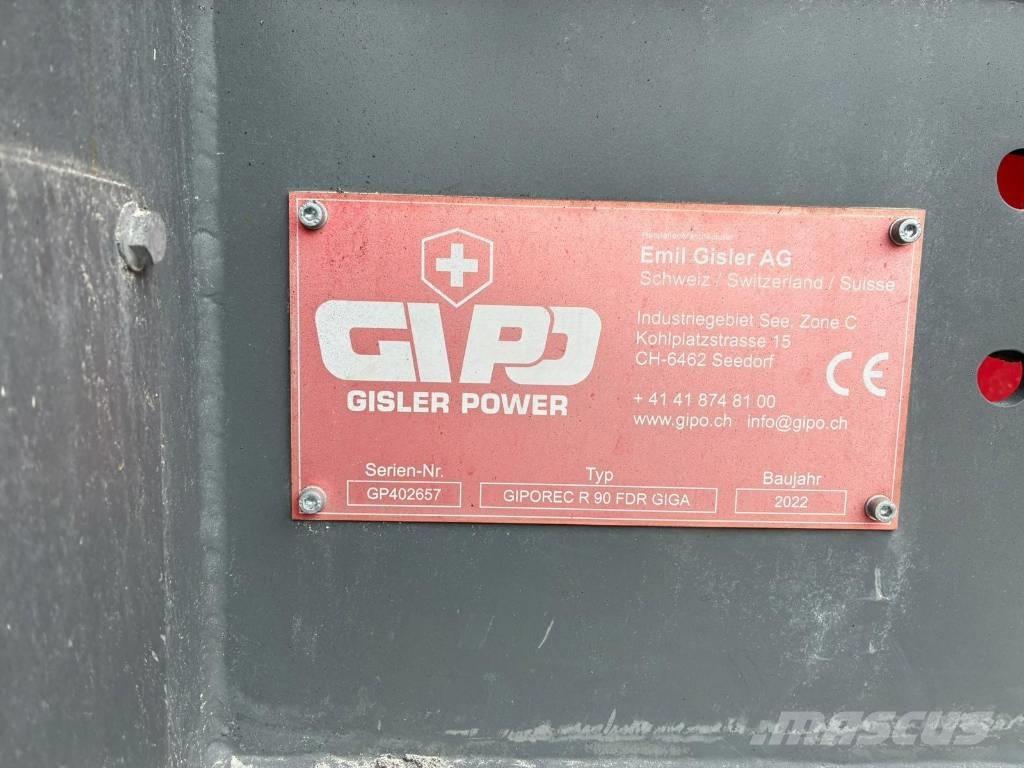 GIPO
GISLER POWER
Emil Gisler AG
Schweiz / Switzerland / Suisse
Industriegebiet See, Zone C
Kohlplatzstrasse 15
CH-6462 Seedorf
+ 41 41 874 81 00
www.gipo.ch info@gipo.ch
CE
Serien-Nr.
GP402657
Typ
GIPOREC R 90 FDR GIGA
Baujahr
2022
mascus